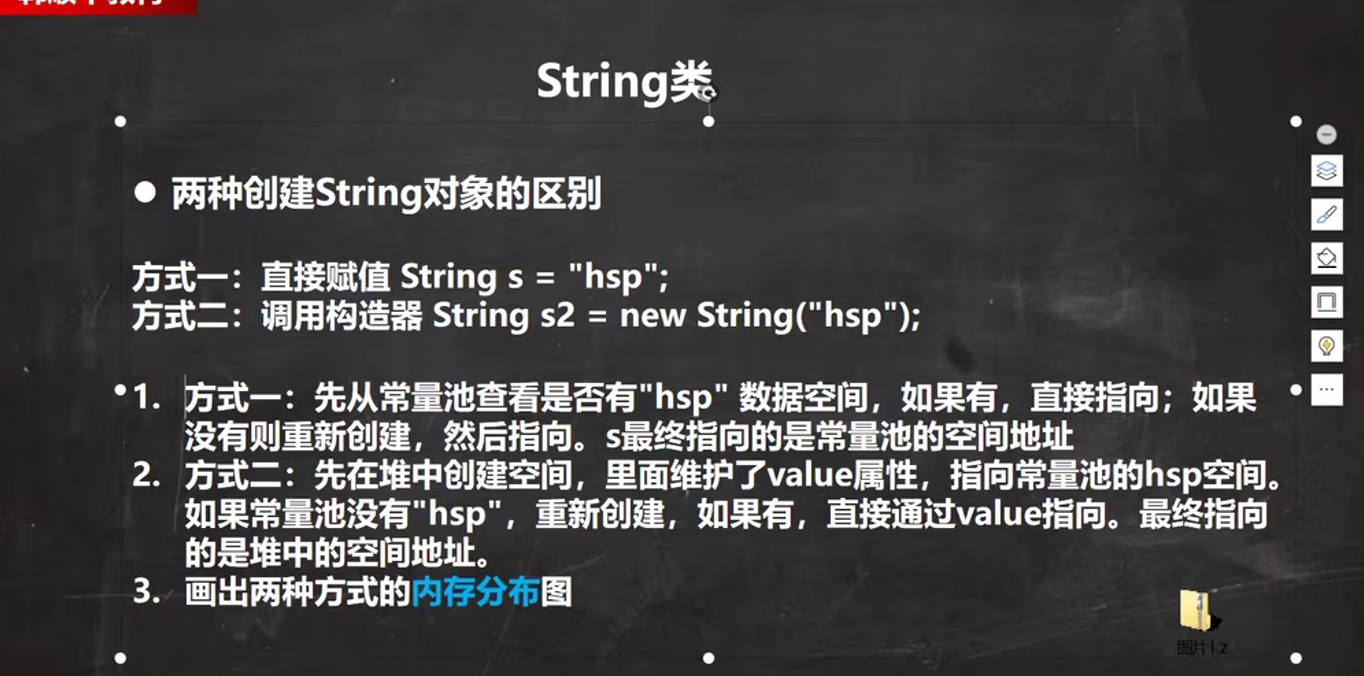 String类
● 两种创建String对象的区别
方式一：直接赋值 String s = "hsp";
方式二：调用构造器 String s2 = new String("hsp");
1. 方式一：先从常量池查看是否有"hsp" 数据空间，如果有，直接指向；如果
没有则重新创建，然后指向。s最终指向的是常量池的空间地址
2. 方式二：先在堆中创建空间，里面维护了value属性，指向常量池的hsp空间。
如果常量池没有"hsp"，重新创建，如果有，直接通过value指向。最终指向
的是堆中的空间地址。
3. 画出两种方式的内存分布图